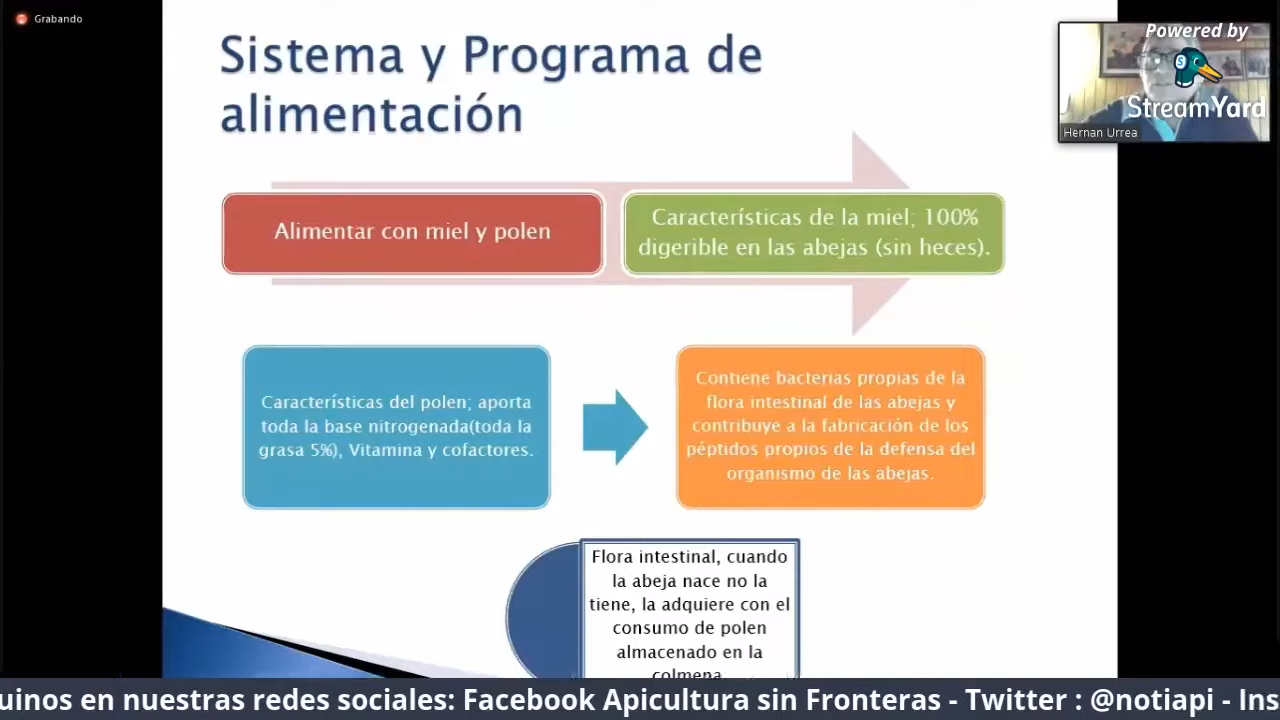 Grabando
Sistema y Programa de
alimentación
Powered by
StreamYard
Hernan Urrea
Alimentar con miel y polen
Características de la miel; 100%
digerible en las abejas (sin heces).
Características del polen; aporta
toda la base nitrogenada(toda la
grasa 5%), Vitamina y cofactores.
Contiene bacterias propias de la
flora intestinal de las abejas y
contribuye a la fabricación de los
péptidos propios de la defensa del
organismo de las abejas.
Flora intestinal, cuando
la abeja nace no la
tiene, la adquiere con el
consumo de polen
almacenado en la
colmena
uinos en nuestras redes sociales: Facebook Apicultura sin Fronteras - Twitter : @notiapi - Ins